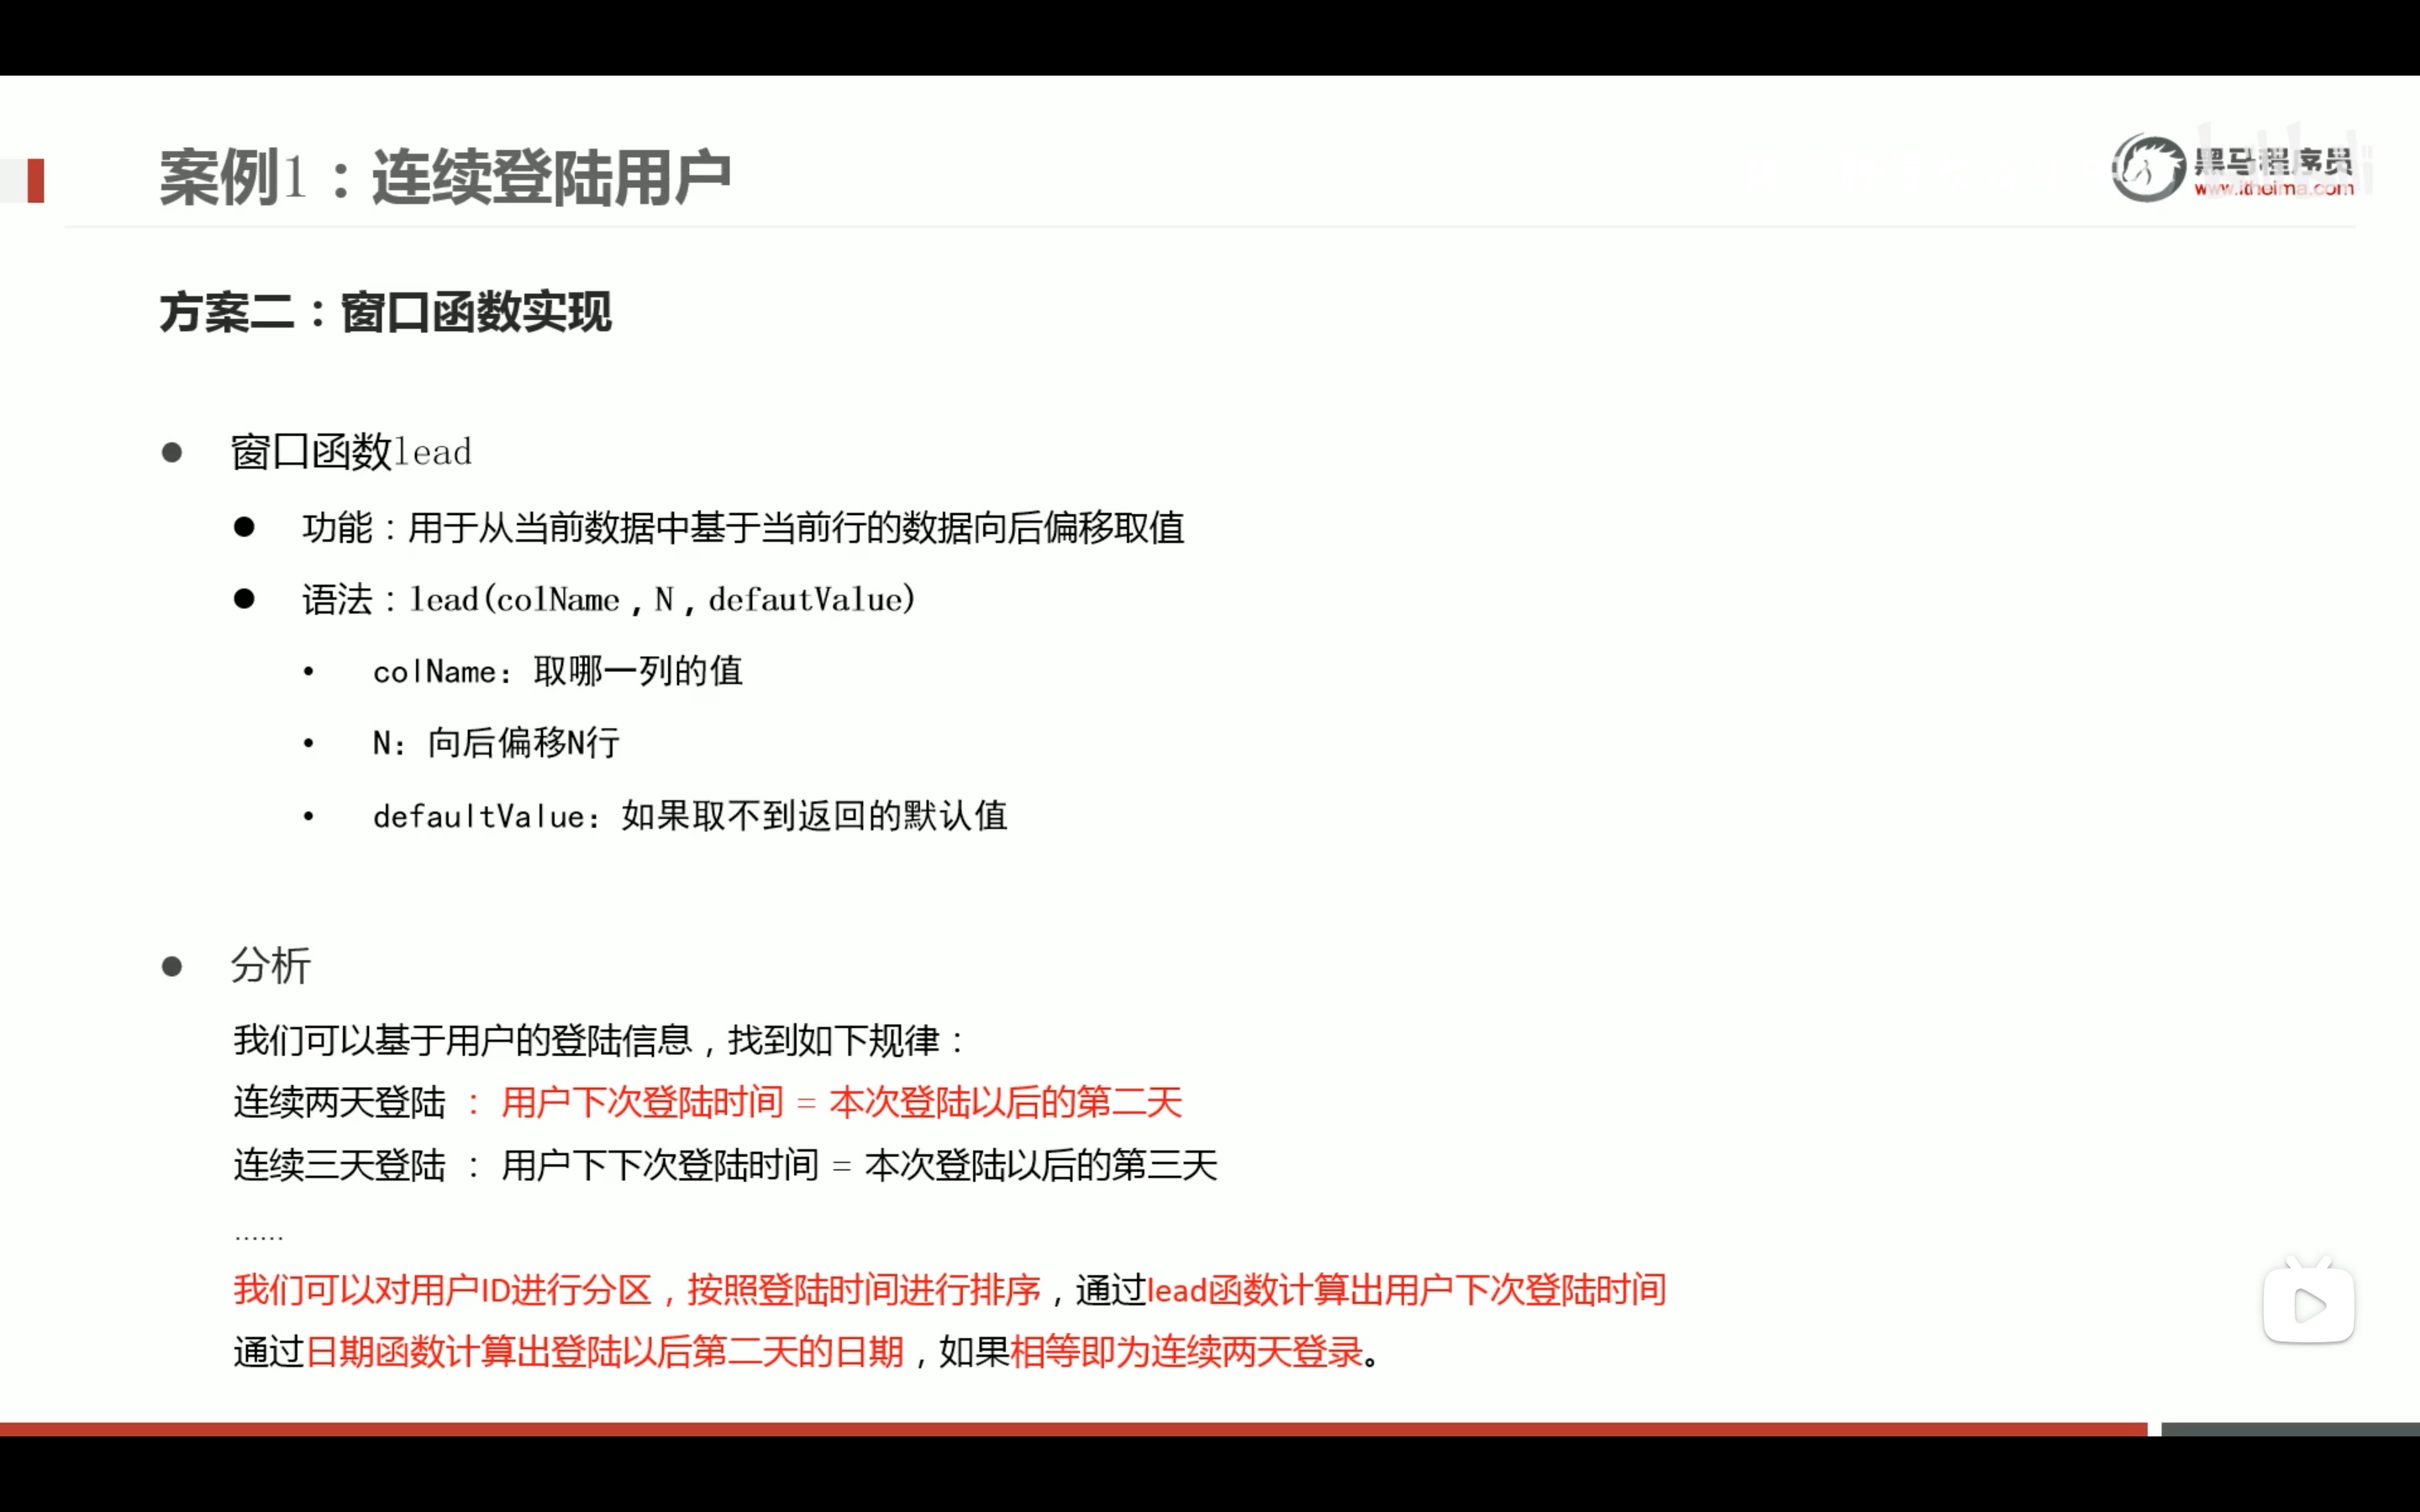 案例1：连续登陆用户
黑马程序员
www.itheima.com
方案二：窗口函数实现
● 窗口函数lead
● 功能：用于从当前数据中基于当前行的数据向后偏移取值
● 语法：lead(colName，N，defautValue)
• colName：取哪一列的值
• N：向后偏移N行
• defaultValue：如果取不到返回的默认值
● 分析
我们可以基于用户的登陆信息，找到如下规律：
连续两天登陆 ： 用户下次登陆时间 = 本次登陆以后的第二天
连续三天登陆 ： 用户下下次登陆时间 = 本次登陆以后的第三天
……
我们可以对用户ID进行分区，按照登陆时间进行排序，通过lead函数计算出用户下次登陆时间
通过日期函数计算出登陆以后第二天的日期，如果相等即为连续两天登录。